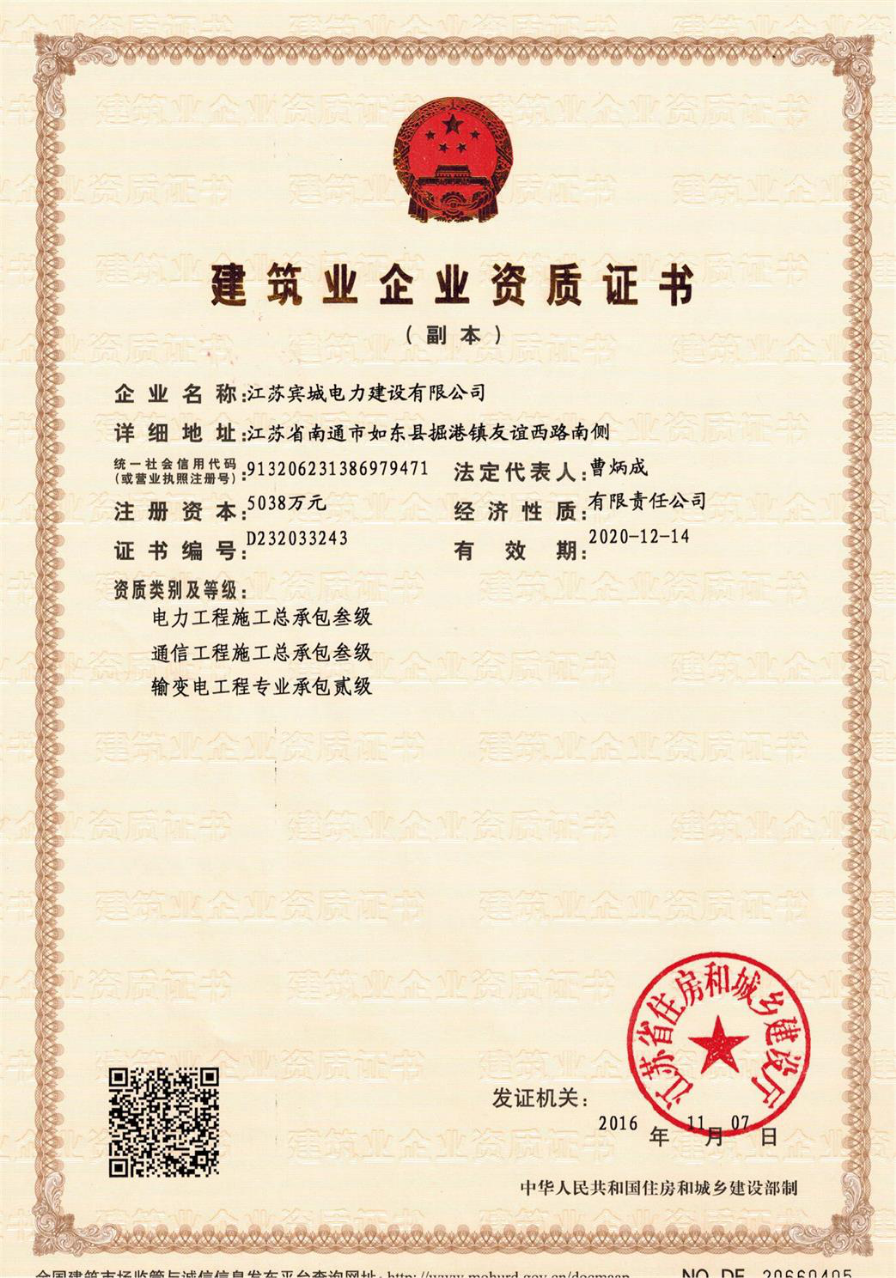 建筑业企业资质证书
（副本）
企业名称:江苏宾城电力建设有限公司
详细地址:江苏省南通市如东县掘港镇友谊西路南侧
统一社会信用代码
(或营业执照注册号):913206231386979471 法定代表人:曹炳成
注册资本:5038万元 经济性质:有限责任公司
证书编号:D232033243 有效期:2020-12-14
资质类别及等级:
电力工程施工总承包叁级
通信工程施工总承包叁级
输变电工程专业承包贰级
江苏省住房和城乡建设厅
发证机关:
2016年11月07日
中华人民共和国住房和城乡建设部制
全国建筑市场监管与诚信信息发布平台查询网址: http://www.mohurd.gov.cn/docmaap
NO.DF 20660405